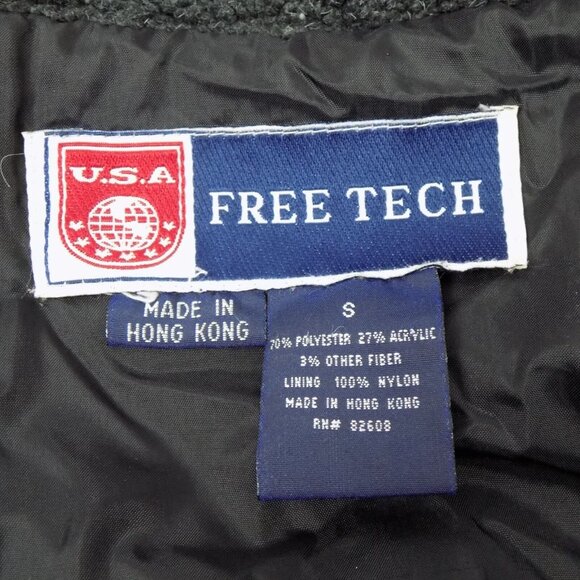 U.S.A
FREE TECH
MADE IN
HONG KONG
S
70% POLYESTER 27% ACRYLIC
3% OTHER FIBER
LINING 100% NYLON
MADE IN HONG KONG
RN# 82608